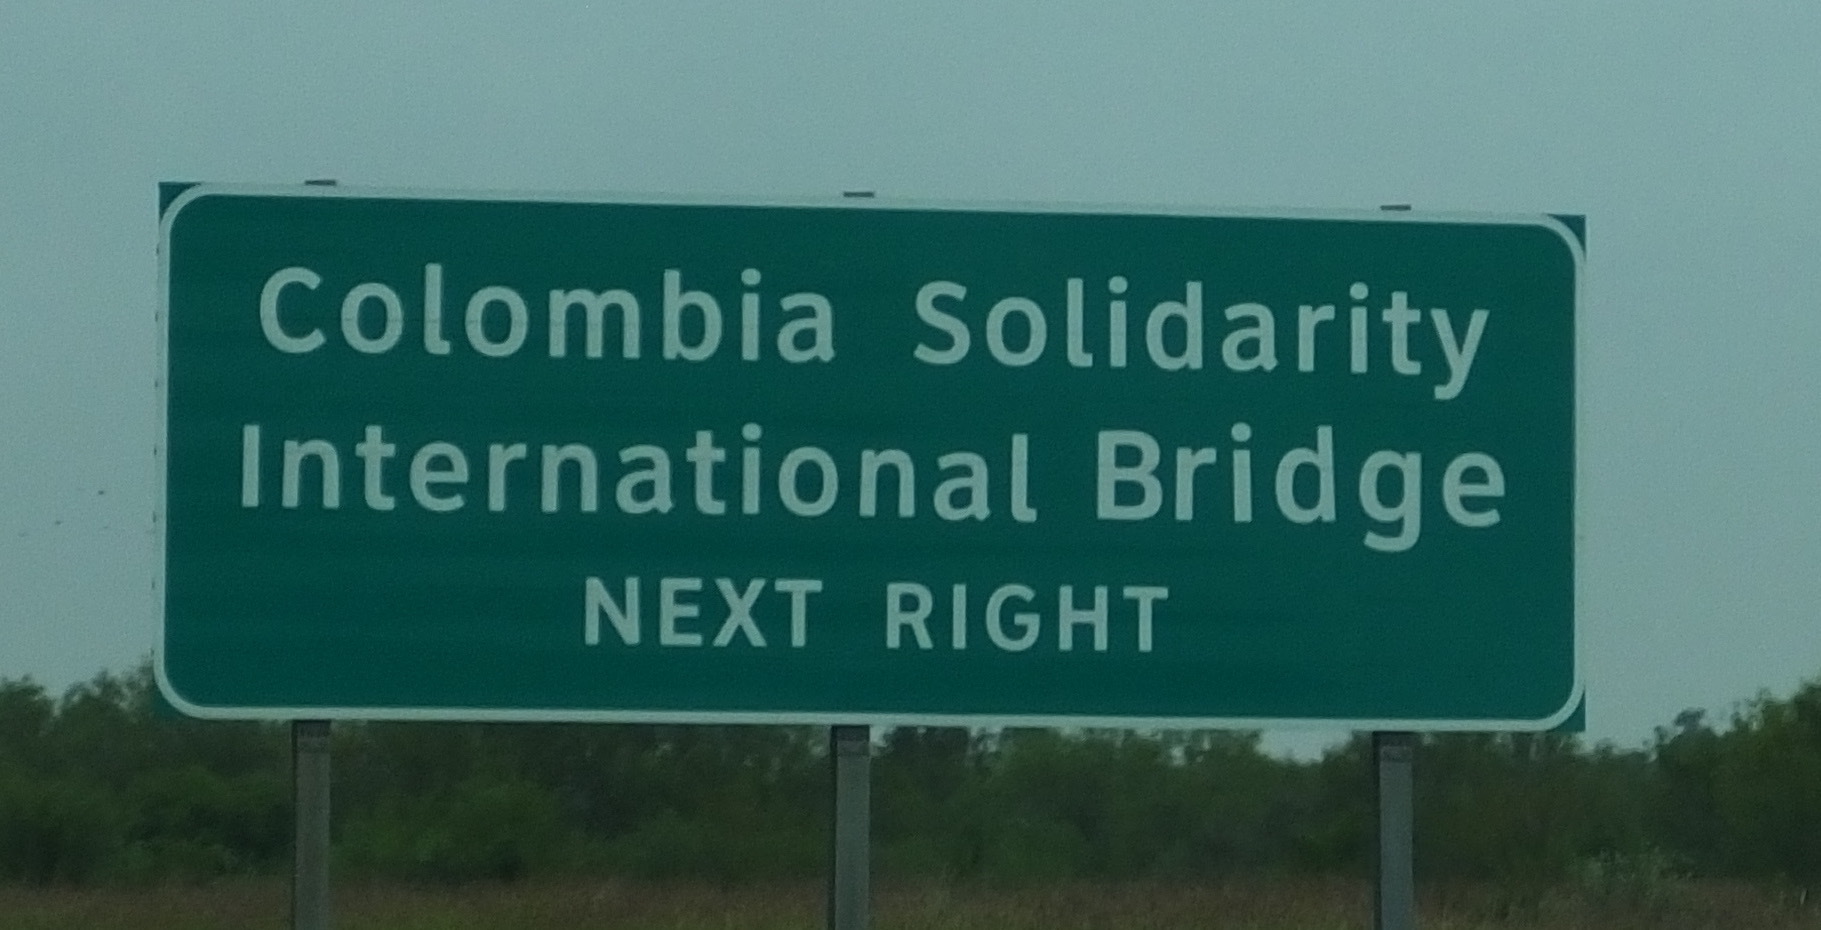 Colombia Solidarity
International Bridge
NEXT RIGHT